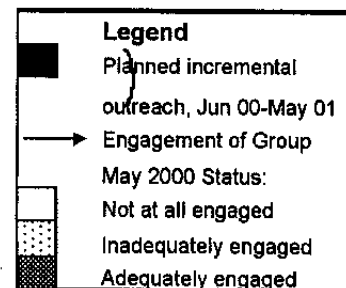 Legend
Planned incremental
outreach, Jun 00-May 01
Engagement of Group
May 2000 Status:
Not at all engaged
Inadequately engaged
Adequately engaged